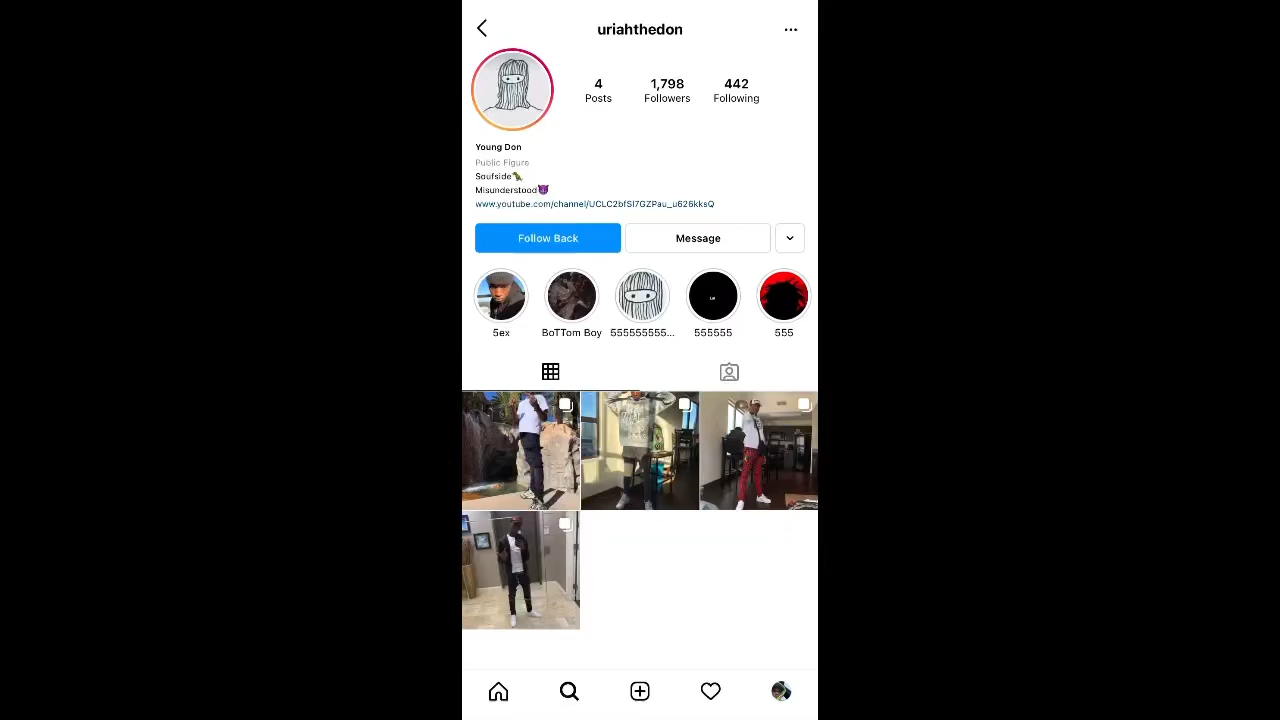 uriahthedon
4 1,798 442
Posts Followers Following
Young Don
Public Figure
Soufside🦎
Misunderstood😈
www.youtube.com/channel/UCLC2bfSI7GZPau_u626kksQ
Follow Back Message
5ex BoTTom Boy 555555555... 555555 555